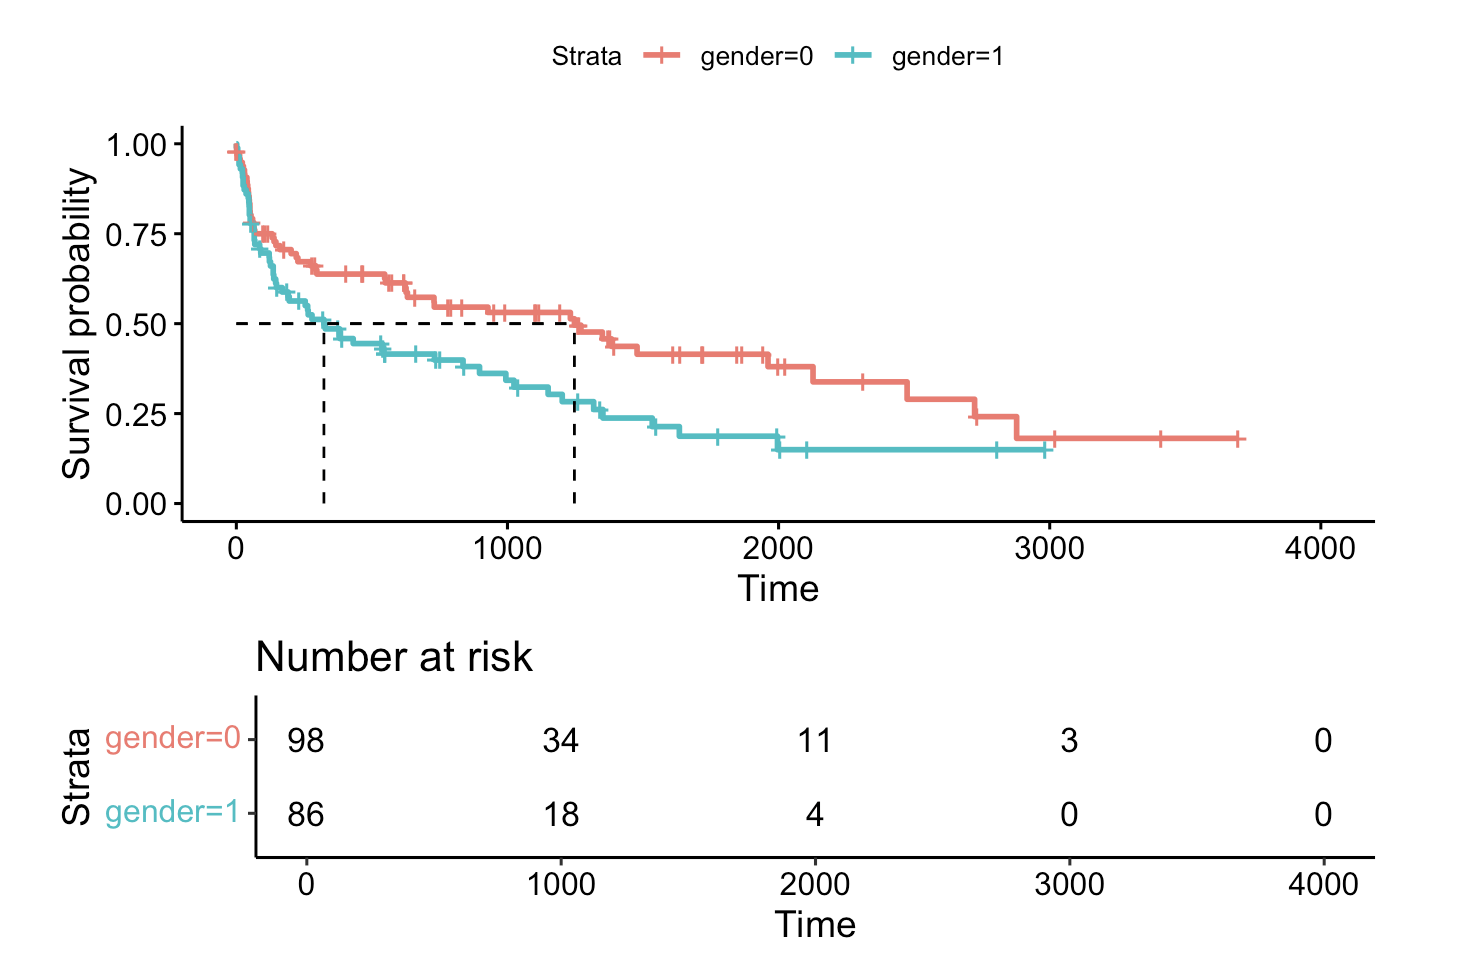 Strata gender=0 gender=1
Survival probability
1.00
0.75
0.50
0.25
0.00
0 1000 2000 3000 4000
Time
Number at risk
Strata
gender=0 98 34 11 3 0
gender=1 86 18 4 0 0
0 1000 2000 3000 4000
Time